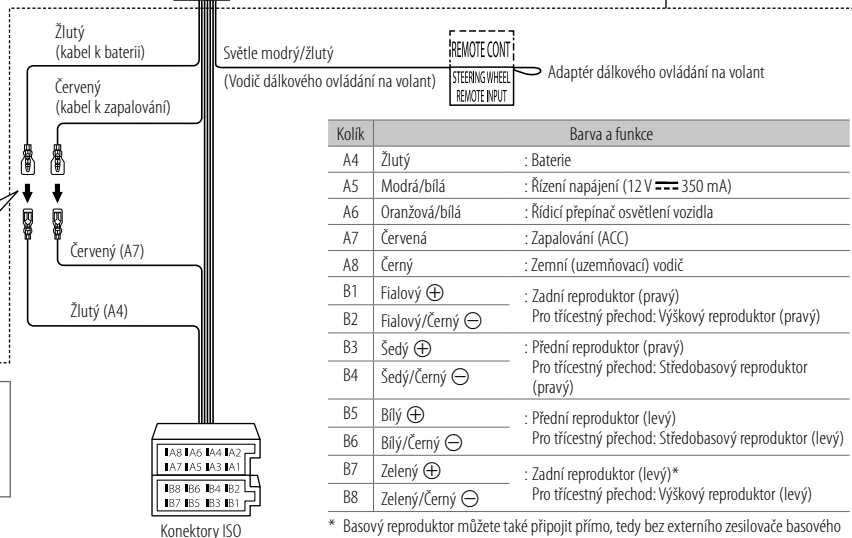 Žlutý
(kabel k baterii)
Červený
(kabel k zapalování)
Světle modrý/žlutý
(Vodič dálkového ovládání na volant)
REMOTE CONT
STEERING WHEEL
REMOTE INPUT
Adaptér dálkového ovládání na volant
Červený (A7)
Žlutý (A4)
A8 A6 A4 A2
A7 A5 A3 A1
B8 B6 B4 B2
B7 B5 B3 B1
Konektory ISO
Kolík Barva a funkce
A4 Žlutý : Baterie
A5 Modrá/bílá : Řízení napájení (12 V ⎓ 350 mA)
A6 Oranžová/bílá : Řídicí přepínač osvětlení vozidla
A7 Červená : Zapalování (ACC)
A8 Černý : Zemní (uzemňovací) vodič
B1 Fialový ⊕ : Zadní reproduktor (pravý)
B2 Fialový/Černý ⊖ Pro třícestný přechod: Výškový reproduktor (pravý)
B3 Šedý ⊕ : Přední reproduktor (pravý)
B4 Šedý/Černý ⊖ Pro třícestný přechod: Středobasový reproduktor
(pravý)
B5 Bílý ⊕ : Přední reproduktor (levý)
B6 Bílý/Černý ⊖ Pro třícestný přechod: Středobasový reproduktor (levý)
B7 Zelený ⊕ : Zadní reproduktor (levý)*
B8 Zelený/Černý ⊖ Pro třícestný přechod: Výškový reproduktor (levý)
* Basový reproduktor můžete také připojit přímo, tedy bez externího zesilovače basového